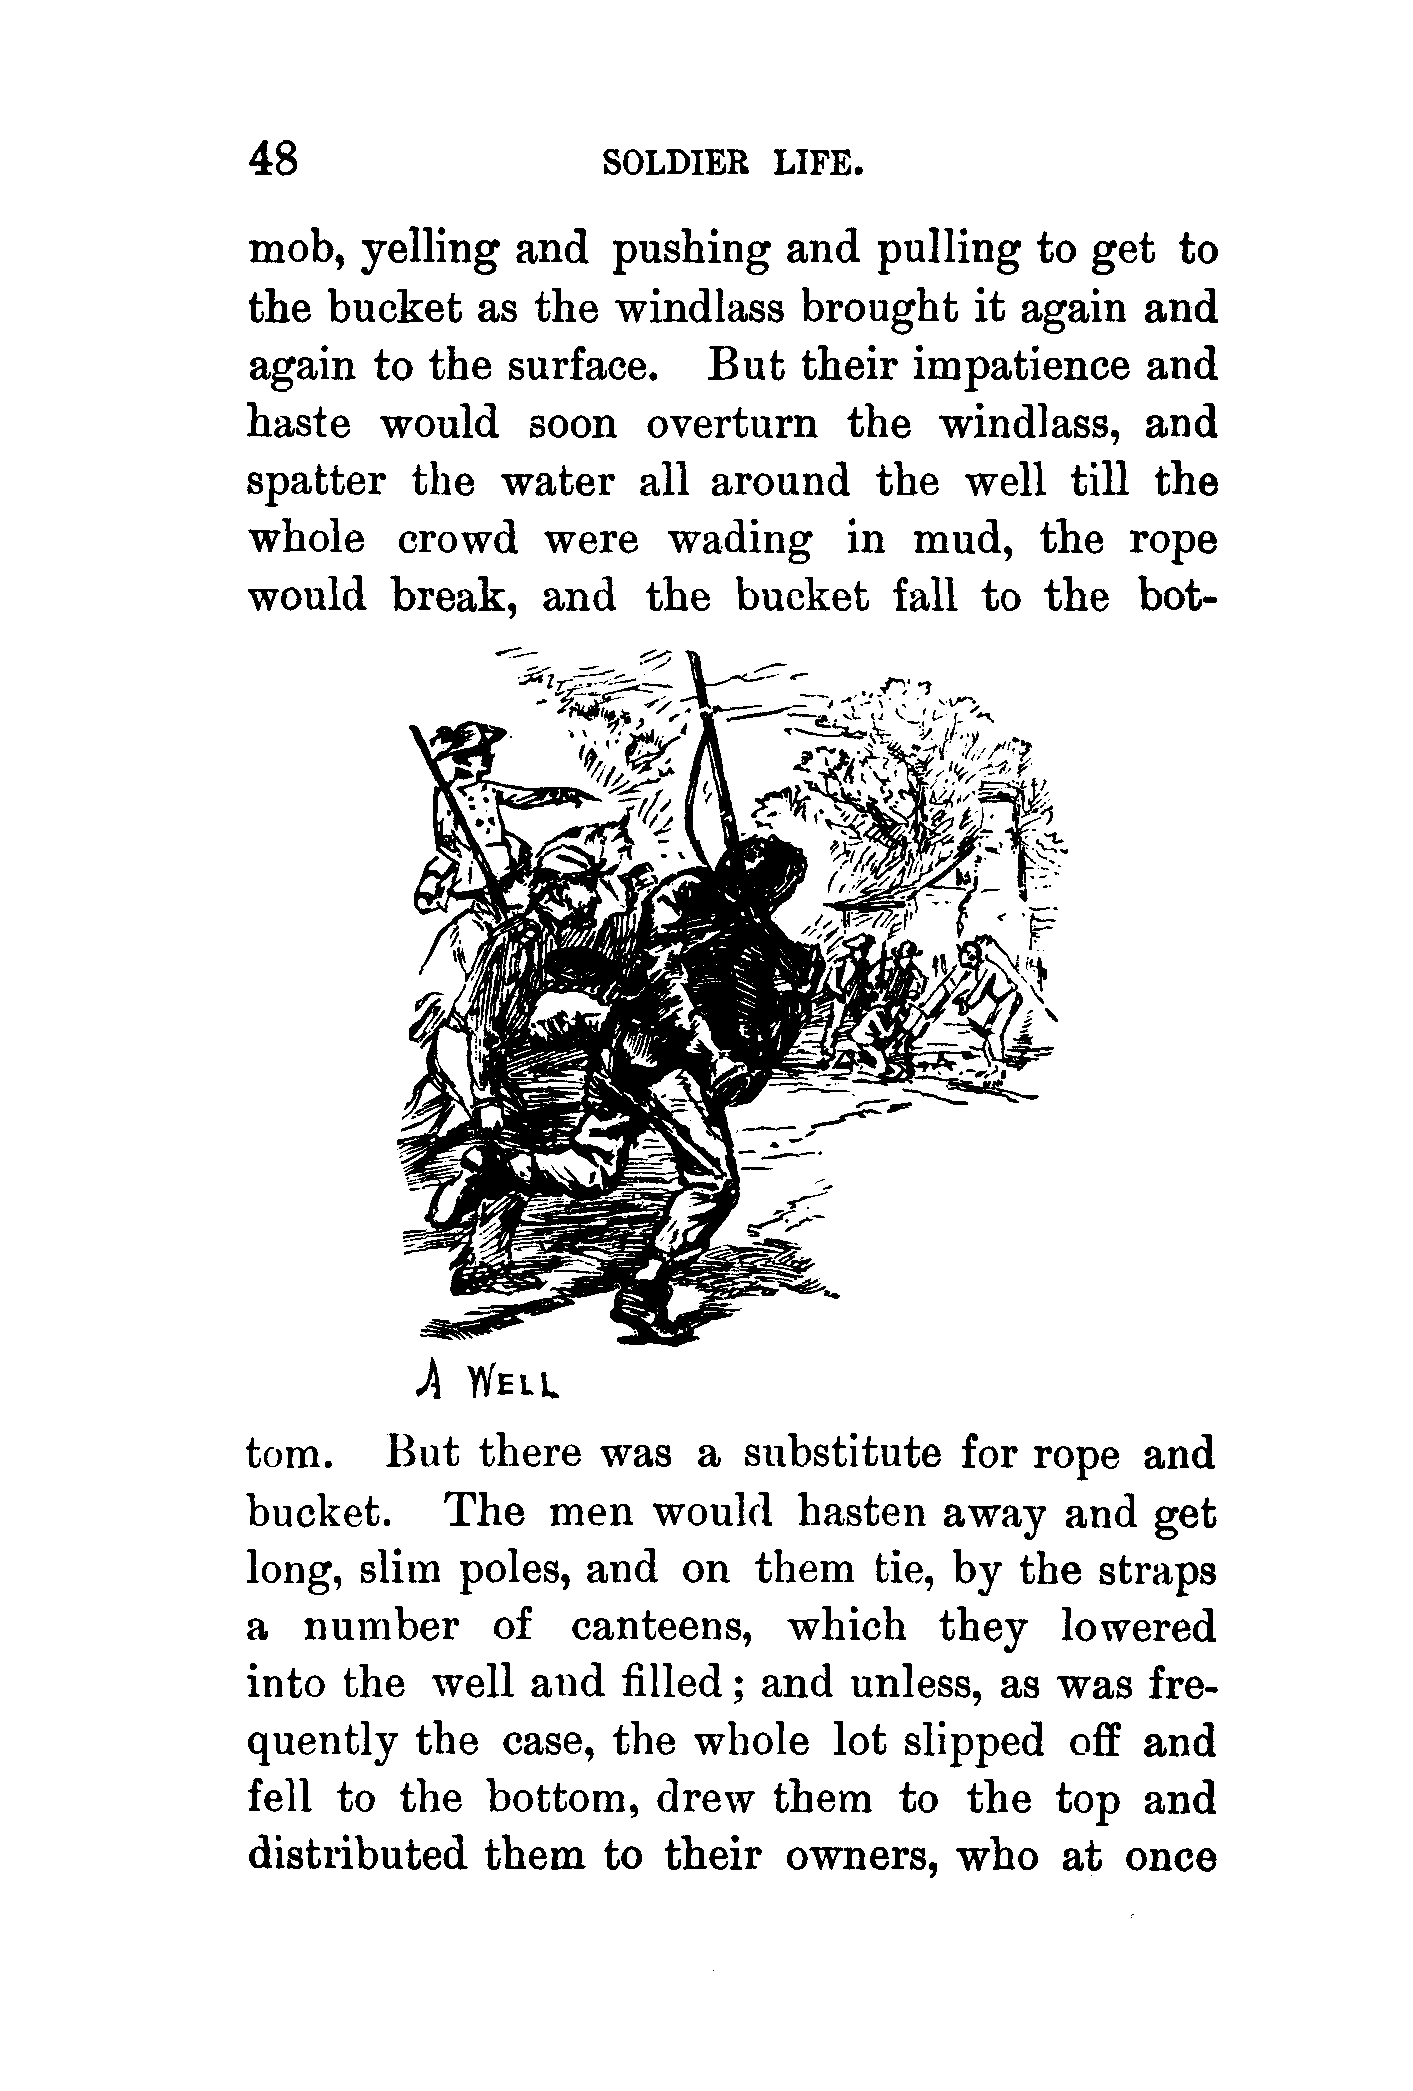 48 SOLDIER LIFE.
mob, yelling and pushing and pulling to get to
the bucket as the windlass brought it again and
again to the surface. But their impatience and
haste would soon overturn the windlass, and
spatter the water all around the well till the
whole crowd were wading in mud, the rope
would break, and the bucket fall to the bot-
A WELL
tom. But there was a substitute for rope and
bucket. The men would hasten away and get
long, slim poles, and on them tie, by the straps
a number of canteens, which they lowered
into the well and filled; and unless, as was fre-
quently the case, the whole lot slipped off and
fell to the bottom, drew them to the top and
distributed them to their owners, who at once